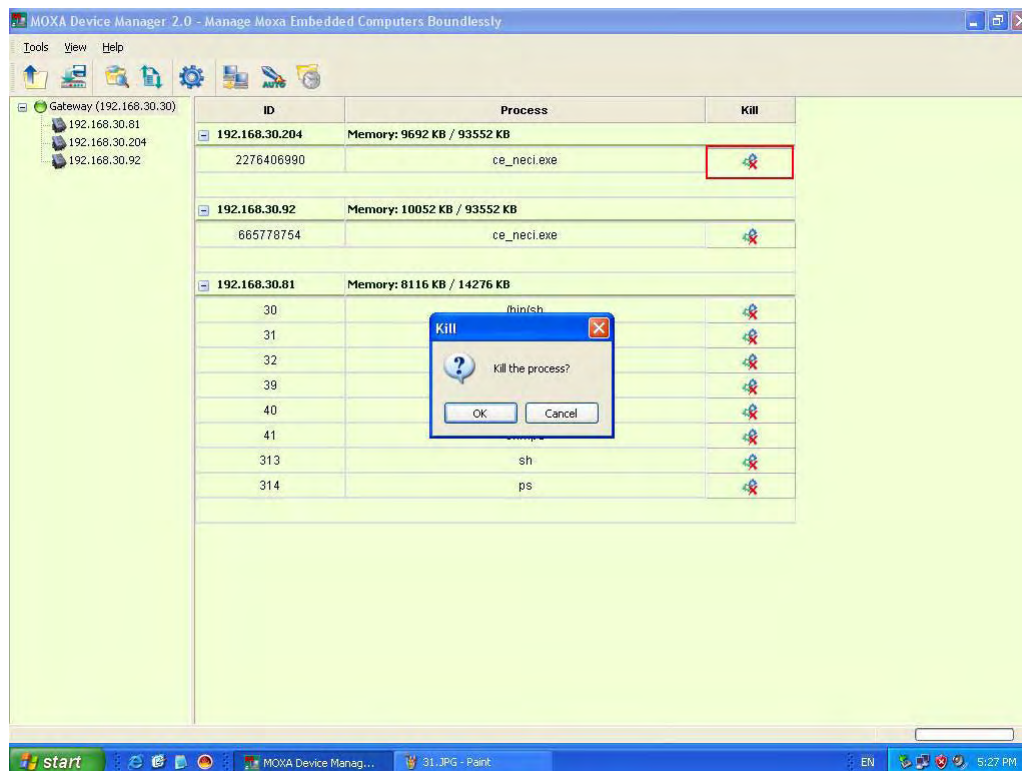 MOXA Device Manager 2.0 - Manage Moxa Embedded Computers Boundlessly
Tools View Help
AUTO
Gateway (192.168.30.30)
192.168.30.81
192.168.30.204
192.168.30.92
ID Process Kill
192.168.30.204 Memory: 9692 KB / 93552 KB
2276406990 ce_neci.exe
192.168.30.92 Memory: 10052 KB / 93552 KB
665778754 ce_neci.exe
192.168.30.81 Memory: 8116 KB / 14276 KB
30 /bin/sh
31
32
39
40
41
313 sh
314 ps
Kill
Kill the process?
OK Cancel
start MOXA Device Manag... 31.JPG - Paint EN 5:27 PM